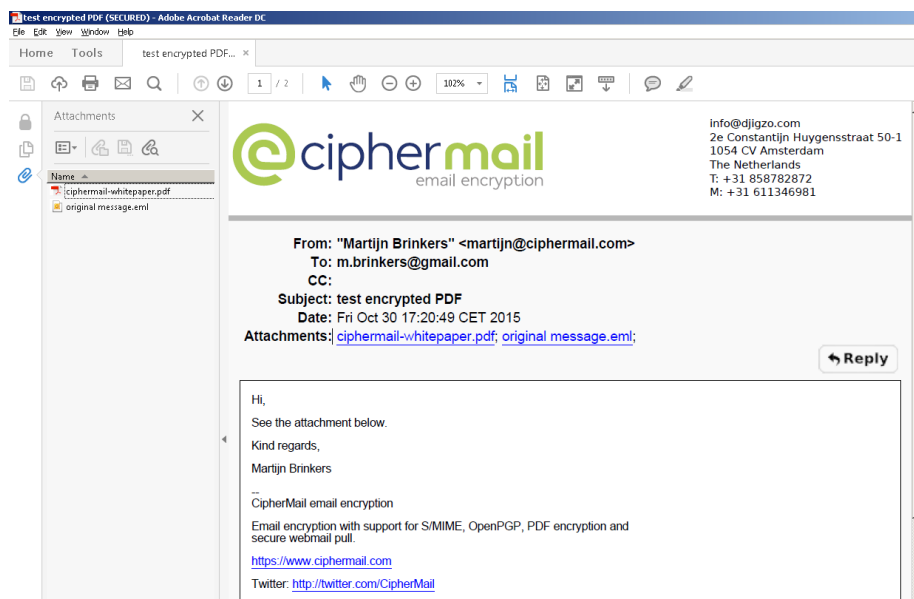 test encrypted PDF (SECURED) - Adobe Acrobat Reader DC
File Edit View Window Help
Home Tools test encrypted PDF... ×
1 / 2 102%
Attachments
Name
ciphermail-whitepaper.pdf
original message.eml
ciphermail
email encryption
info@djigzo.com
2e Constantijn Huygensstraat 50-1
1054 CV Amsterdam
The Netherlands
T: +31 858782872
M: +31 611346981
From: "Martijn Brinkers" <martijn@ciphermail.com>
To: m.brinkers@gmail.com
CC:
Subject: test encrypted PDF
Date: Fri Oct 30 17:20:49 CET 2015
Attachments: ciphermail-whitepaper.pdf; original message.eml;
Reply
Hi,
See the attachment below.
Kind regards,
Martijn Brinkers
--
CipherMail email encryption
Email encryption with support for S/MIME, OpenPGP, PDF encryption and
secure webmail pull.
https://www.ciphermail.com
Twitter: http://twitter.com/CipherMail